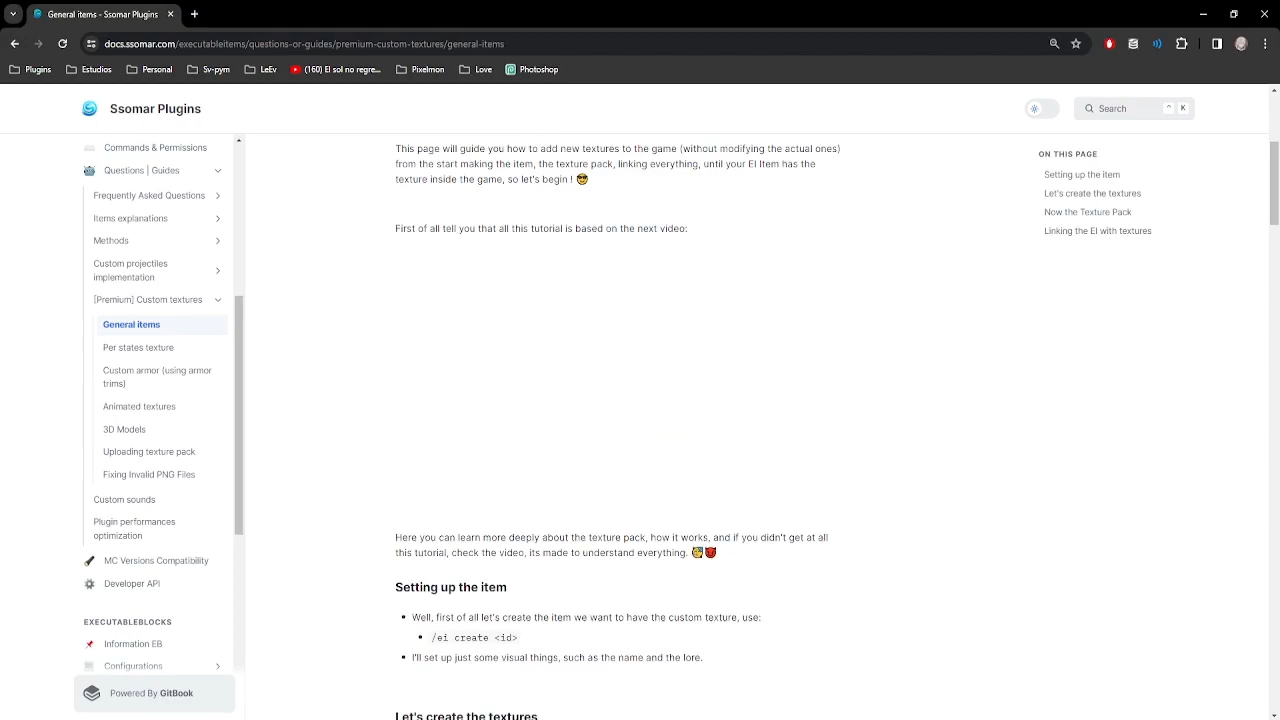 General items - Ssomar Plugins
docs.ssomar.com/executableitems/questions-or-guides/premium-custom-textures/general-items
Plugins
Estudios
Personal
Sv-pym
LeEv
(160) El sol no regre...
Pixelmon
Love
Photoshop
Ssomar Plugins
Search
^ K
Commands & Permissions
Questions | Guides
Frequently Asked Questions
Items explanations
Methods
Custom projectiles
implementation
[Premium] Custom textures
General items
Per states texture
Custom armor (using armor
trims)
Animated textures
3D Models
Uploading texture pack
Fixing Invalid PNG Files
Custom sounds
Plugin performances
optimization
MC Versions Compatibility
Developer API
EXECUTABLEBLOCKS
Information EB
Configurations
Powered By GitBook
This page will guide you how to add new textures to the game (without modifying the actual ones)
from the start making the item, the texture pack, linking everything, until your EI Item has the
texture inside the game, so let's begin ! 😎
First of all tell you that all this tutorial is based on the next video:
Here you can learn more deeply about the texture pack, how it works, and if you didn't get at all
this tutorial, check the video, its made to understand everything.
Setting up the item
• Well, first of all let's create the item we want to have the custom texture, use:
• /ei create <id>
• I'll set up just some visual things, such as the name and the lore.
Let's create the textures
ON THIS PAGE
Setting up the item
Let's create the textures
Now the Texture Pack
Linking the EI with textures